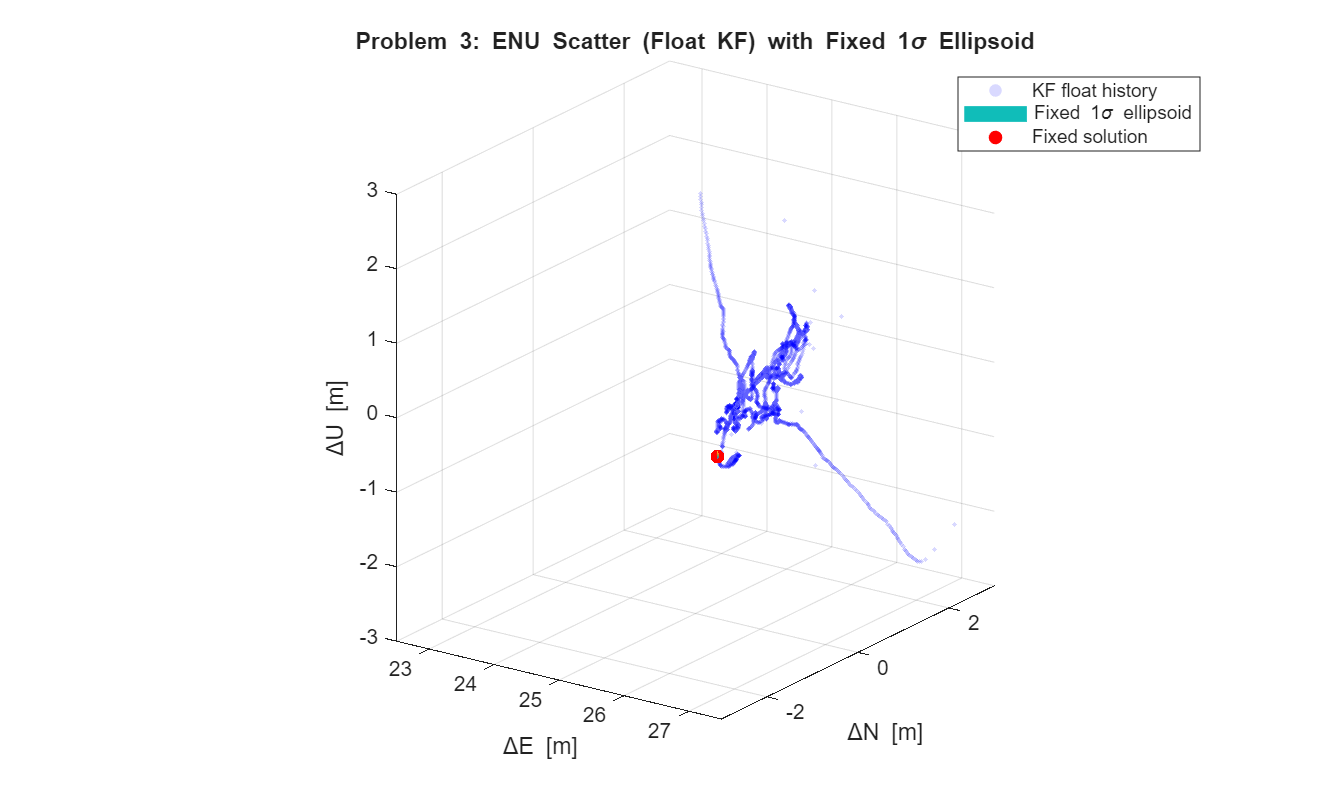 Problem 3: ENU Scatter (Float KF) with Fixed 1σ Ellipsoid
KF float history
Fixed 1σ ellipsoid
Fixed solution
3
2
1
0
-1
-2
-3
ΔU [m]
23
24
25
26
27
ΔE [m]
-2
0
2
ΔN [m]